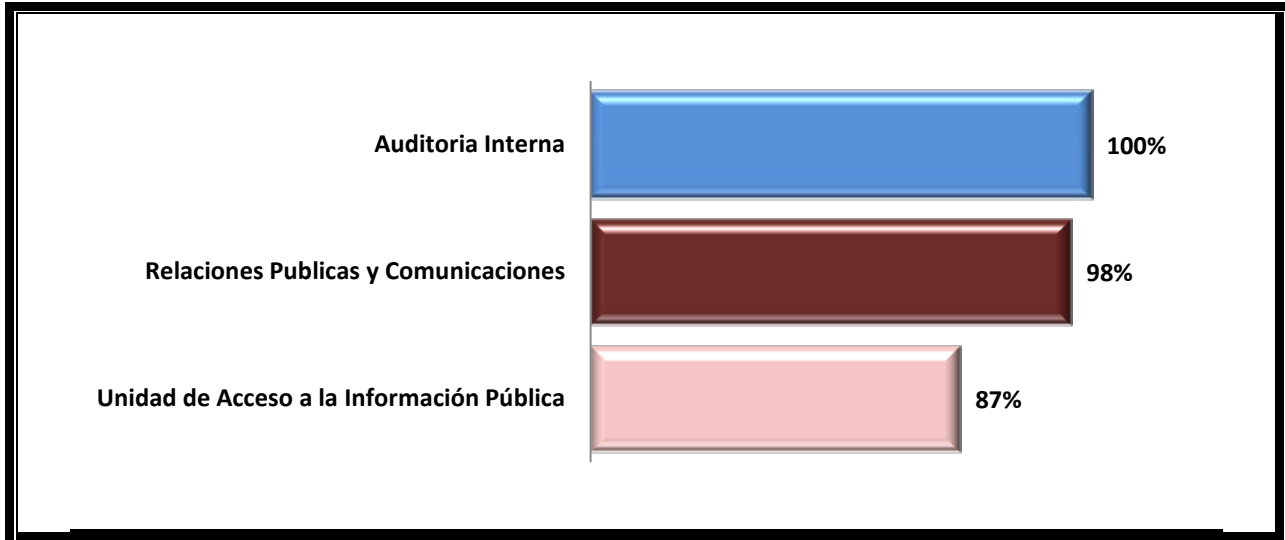 Auditoria Interna
100%
Relaciones Publicas y Comunicaciones
98%
Unidad de Acceso a la Información Pública
87%